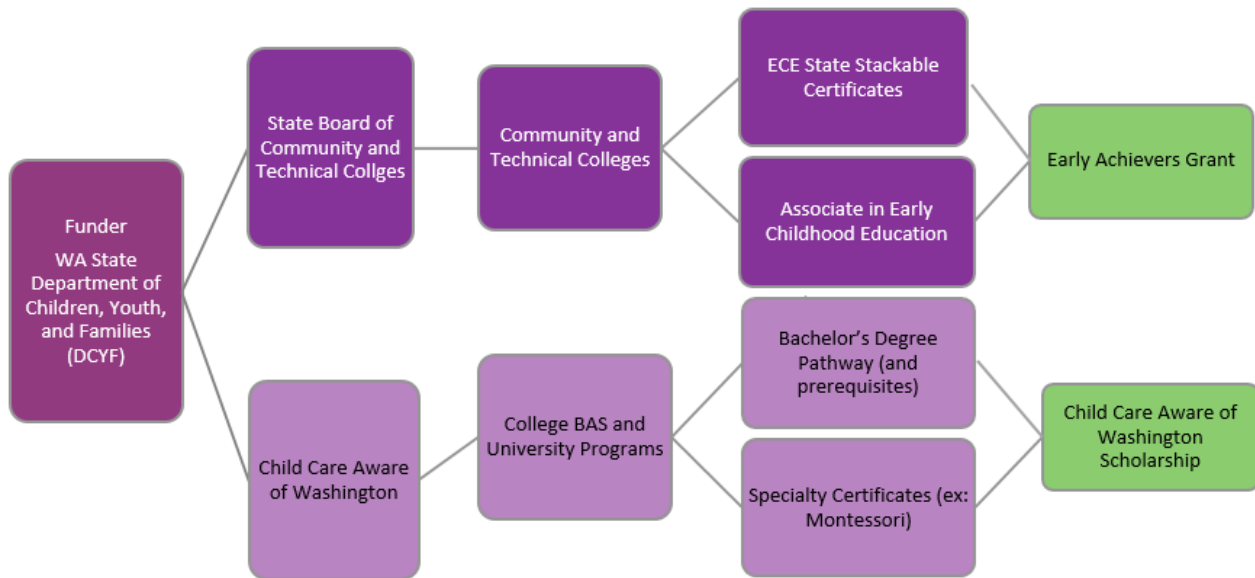 Funder
WA State
Department of
Children, Youth,
and Families
(DCYF)
State Board of
Community and
Technical Collges
Community and
Technical Colleges
ECE State Stackable
Certificates
Associate in Early
Childhood Education
Early Achievers Grant
Child Care Aware
of Washington
College BAS and
University Programs
Bachelor’s Degree
Pathway (and
prerequisites)
Specialty Certificates (ex:
Montessori)
Child Care Aware of
Washington
Scholarship